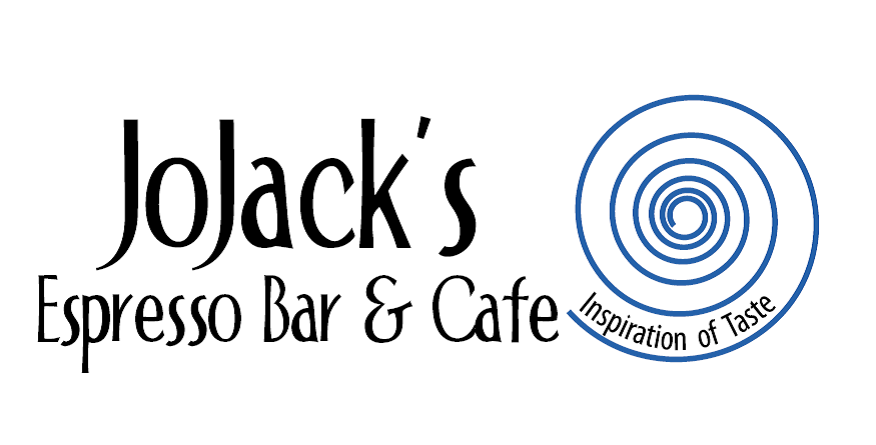 JoJack's
Espresso Bar & Cafe
Inspiration of Taste